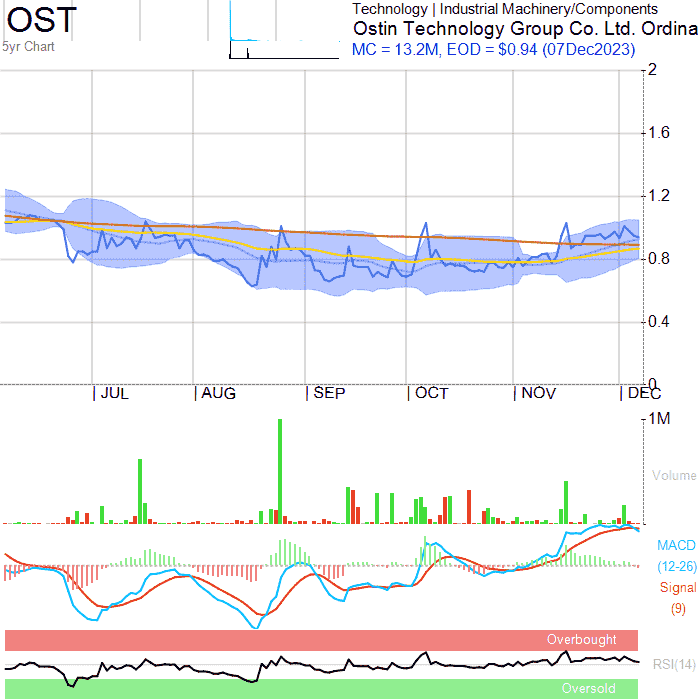 OST
5yr Chart
Technology | Industrial Machinery/Components
Ostin Technology Group Co. Ltd. Ordina
MC = 13.2M, EOD = $0.94 (07Dec2023)
2
1.6
1.2
0.8
0.4
0
JUL AUG SEP OCT NOV DEC
1M
Volume
MACD
(12-26)
Signal
(9)
Overbought
RSI(14)
Oversold